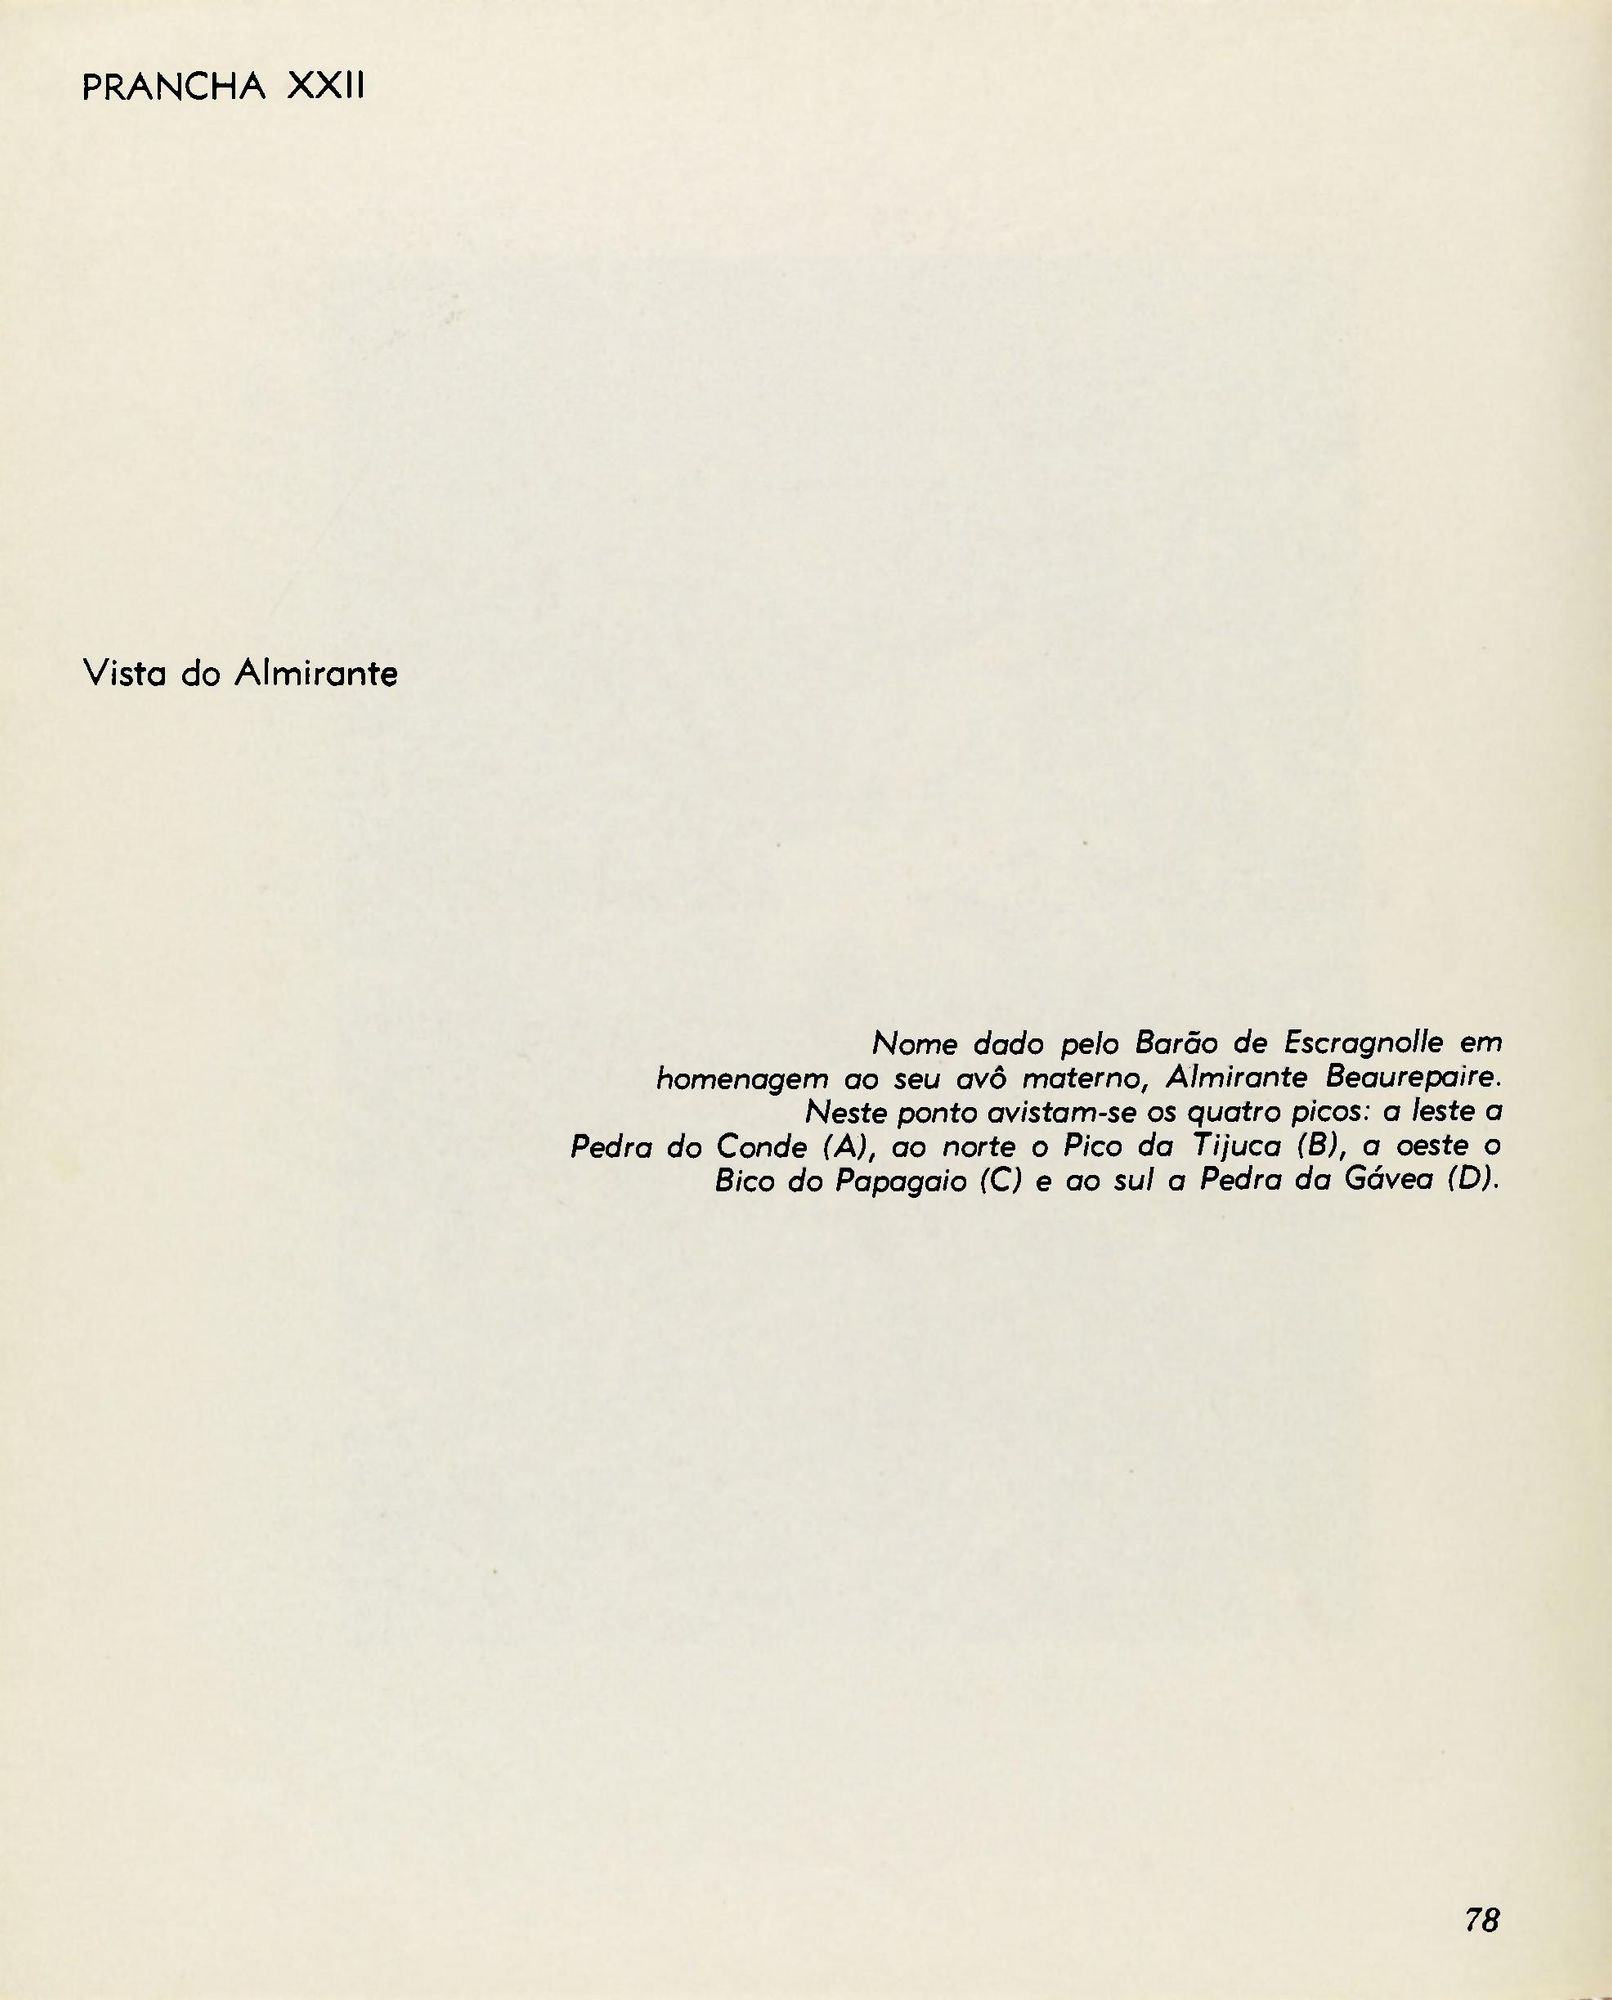 PRANCHA XXII
Vista do Almirante
Nome dado pelo Barão de Escragnolle em
homenagem ao seu avô materno, Almirante Beaurepaire.
Neste ponto avistam-se os quatro picos: a leste a
Pedra do Conde (A), ao norte o Pico da Tijuca (B), a oeste o
Bico do Papagaio (C) e ao sul a Pedra da Gávea (D).
78